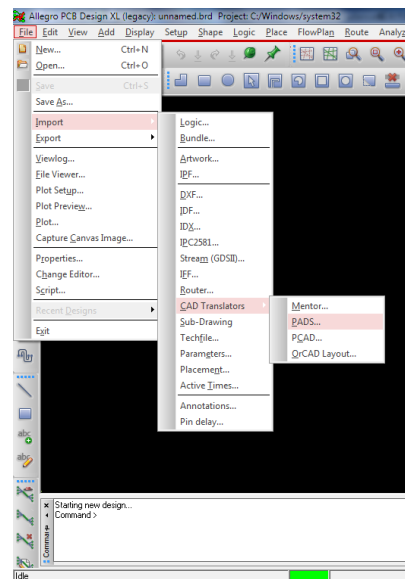 Allegro PCB Design XL (legacy): unnamed.brd Project: C:/Windows/system32
File Edit View Add Display Setup Shape Logic Place FlowPlan Route Analyz
New... Ctrl+N
Open... Ctrl+O
Save Ctrl+S
Save As...
Import
Export
Viewlog...
File Viewer...
Plot Setup...
Plot Preview...
Plot...
Capture Canvas Image...
Properties...
Change Editor...
Script...
Recent Designs
Exit
Logic...
Bundle...
Artwork...
IPF...
DXF...
IDF...
IDX...
IPC2581...
Stream (GDSII)...
IFF...
Router...
CAD Translators
Sub-Drawing
Techfile...
Parameters...
Placement...
Active Times...
Annotations...
Pin delay...
Mentor...
PADS...
PCAD...
OrCAD Layout...
abc
abc
Starting new design...
Command >
Command
Idle